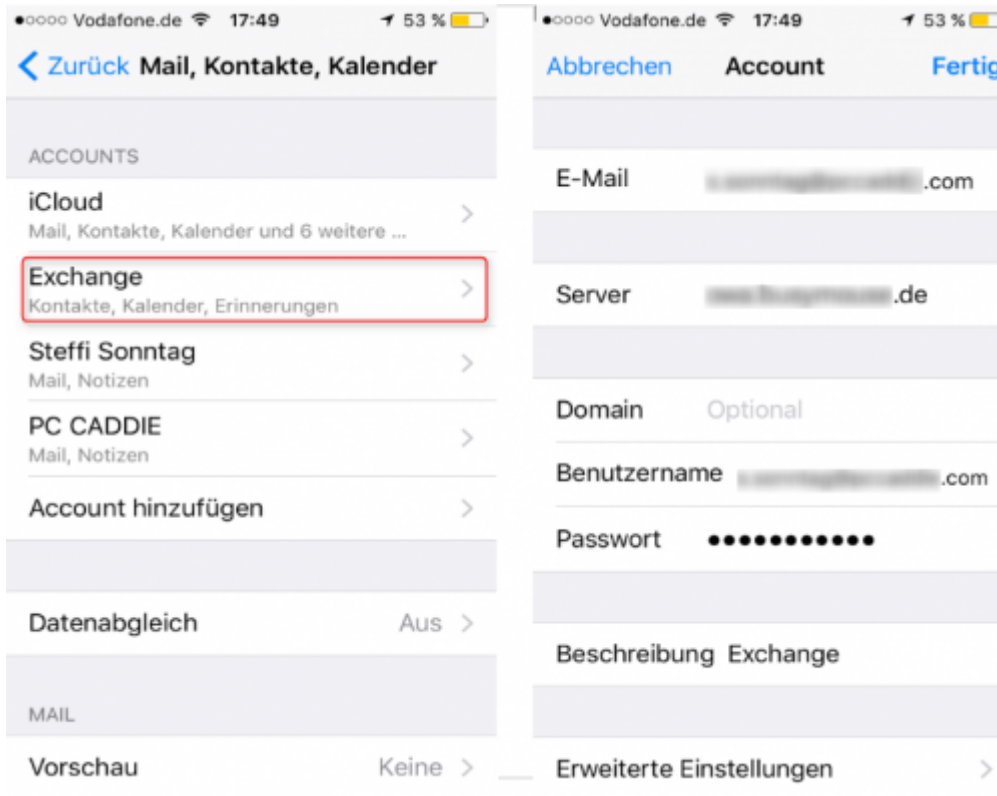 Vodafone.de 17:49 53 %
Zurück Mail, Kontakte, Kalender
ACCOUNTS
iCloud
Mail, Kontakte, Kalender und 6 weitere ...
Exchange
Kontakte, Kalender, Erinnerungen
Steffi Sonntag
Mail, Notizen
PC CADDIE
Mail, Notizen
Account hinzufügen
Datenabgleich Aus
MAIL
Vorschau Keine
Vodafone.de 17:49 53 %
Abbrechen Account Fertig
E-Mail .com
Server .de
Domain Optional
Benutzername .com
Passwort ●●●●●●●●●●●
Beschreibung Exchange
Erweiterte Einstellungen